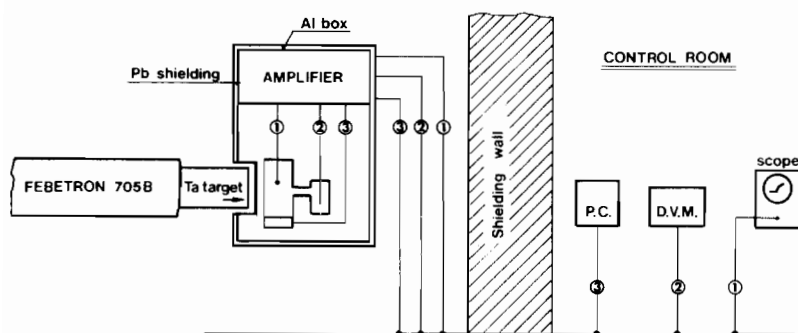 Al box
Pb shielding
AMPLIFIER
CONTROL ROOM
① ② ③
③ ② ①
Shielding wall
scope
FEBETRON 705B
Ta target
P.C.
D.V.M.
③
②
①